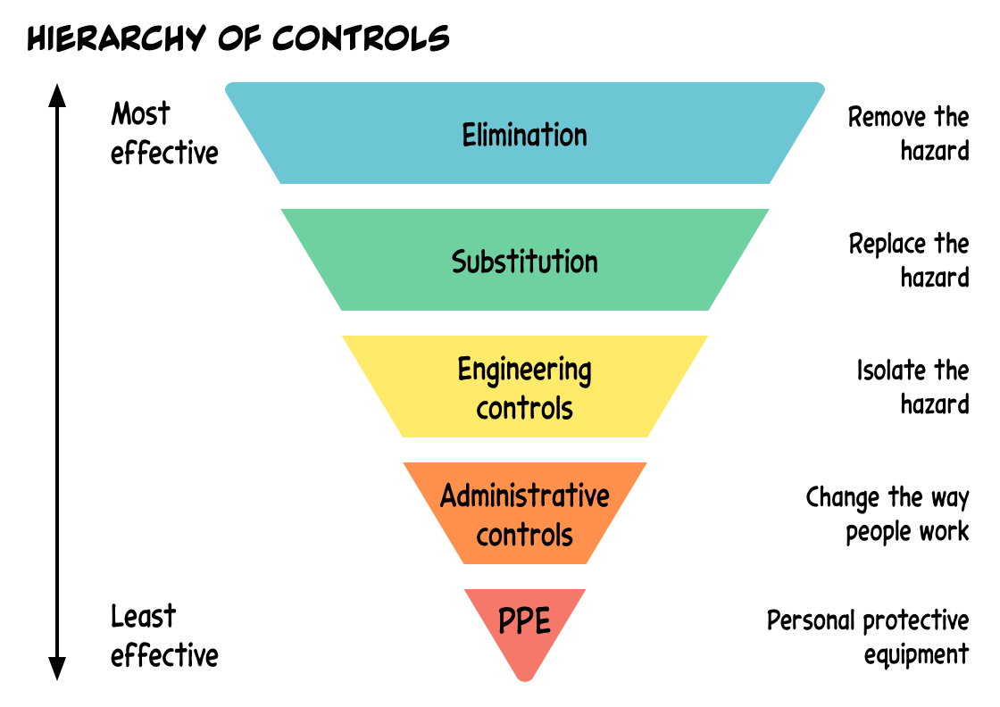 HIERARCHY OF CONTROLS
Most
effective
Elimination
Remove the
hazard
Substitution
Replace the
hazard
Engineering
controls
Isolate the
hazard
Administrative
controls
Change the way
people work
Least
effective
PPE
Personal protective
equipment